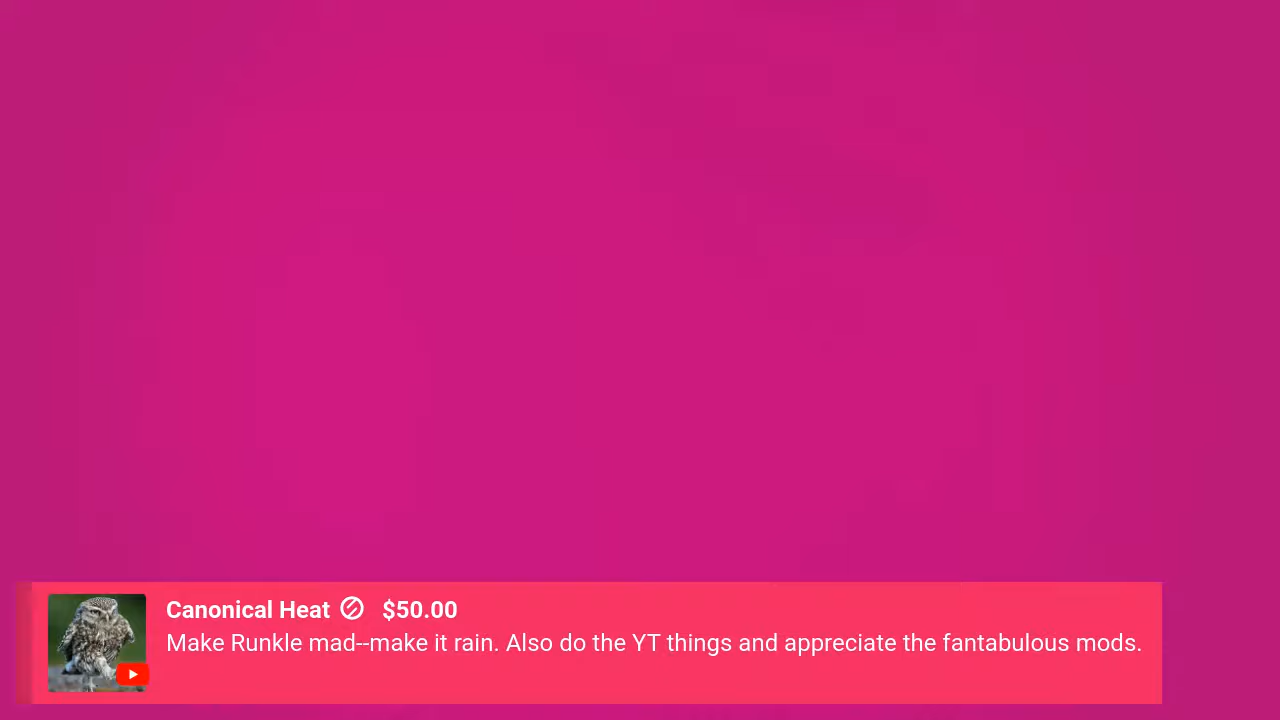 Canonical Heat $50.00
Make Runkle mad--make it rain. Also do the YT things and appreciate the fantabulous mods.